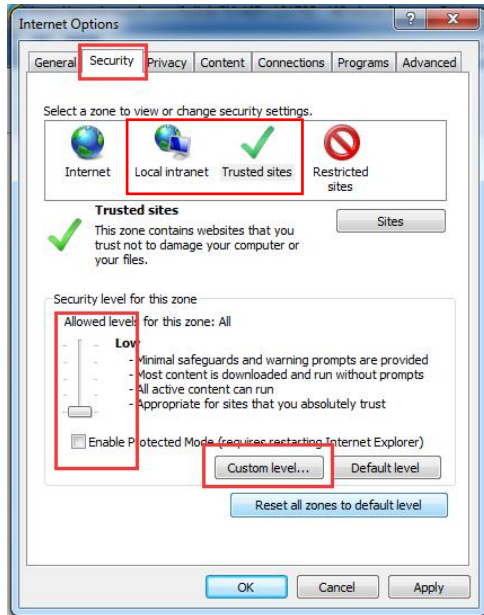 Internet Options
General Security Privacy Content Connections Programs Advanced
Select a zone to view or change security settings.
Internet Local intranet Trusted sites Restricted sites
Trusted sites
Sites
This zone contains websites that you
trust not to damage your computer or
your files.
Security level for this zone
Allowed levels for this zone: All
Low
- Minimal safeguards and warning prompts are provided
- Most content is downloaded and run without prompts
- All active content can run
- Appropriate for sites that you absolutely trust
Enable Protected Mode (requires restarting Internet Explorer)
Custom level... Default level
Reset all zones to default level
OK Cancel Apply